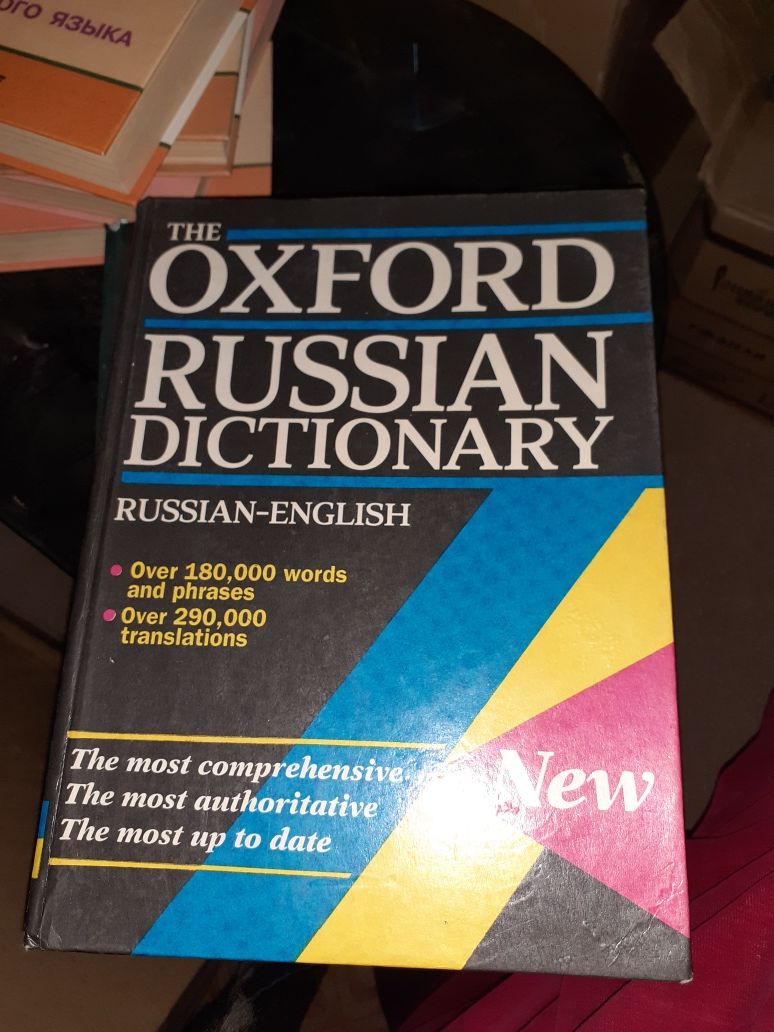 ОГО ЯЗЫКА
THE
OXFORD
RUSSIAN
DICTIONARY
RUSSIAN-ENGLISH
• Over 180,000 words
and phrases
• Over 290,000
translations
The most comprehensive
The most authoritative
The most up to date
New